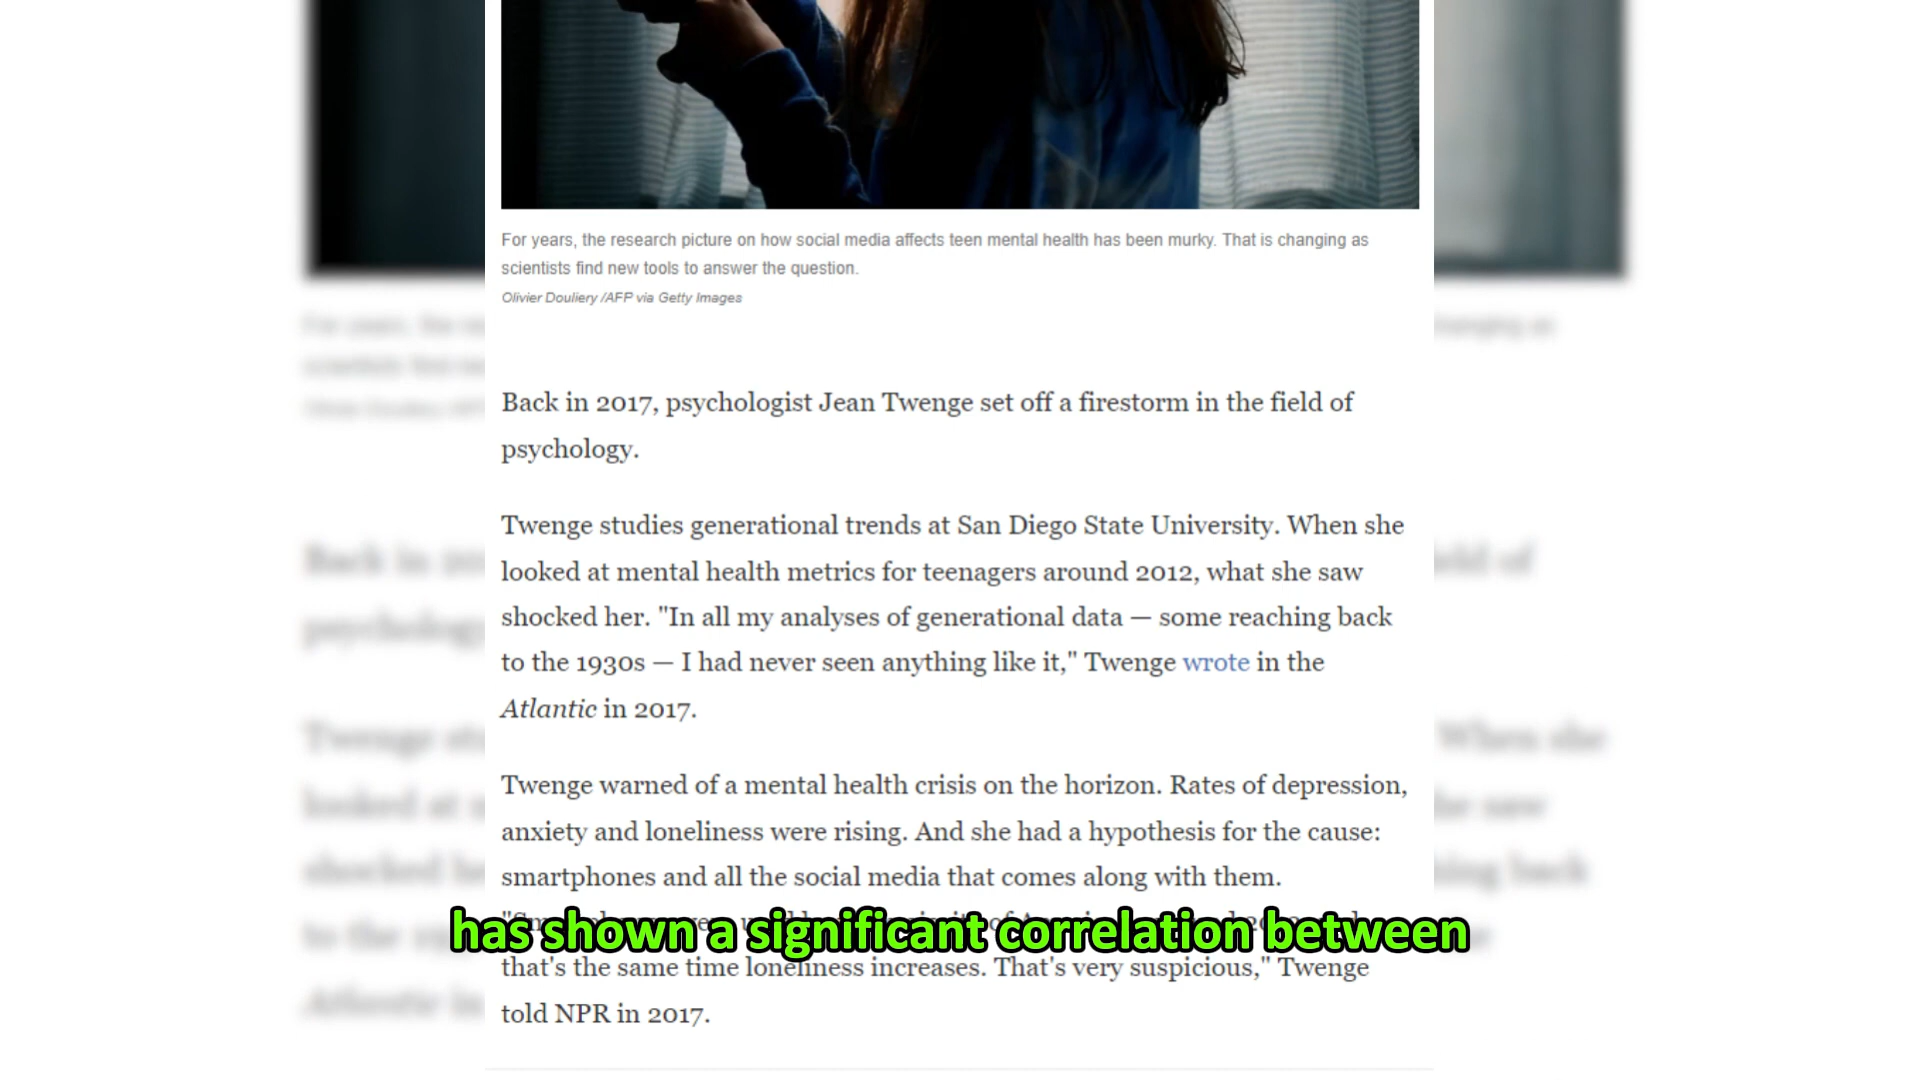 For years, the research picture on how social media affects teen mental health has been murky. That is changing as
scientists find new tools to answer the question.
Olivier Douliery /AFP via Getty Images
Back in 2017, psychologist Jean Twenge set off a firestorm in the field of
psychology.
Twenge studies generational trends at San Diego State University. When she
looked at mental health metrics for teenagers around 2012, what she saw
shocked her. "In all my analyses of generational data — some reaching back
to the 1930s — I had never seen anything like it," Twenge wrote in the
Atlantic in 2017.
Twenge warned of a mental health crisis on the horizon. Rates of depression,
anxiety and loneliness were rising. And she had a hypothesis for the cause:
smartphones and all the social media that comes along with them.
has shown a significant correlation between
that's the same time loneliness increases. That's very suspicious," Twenge
told NPR in 2017.